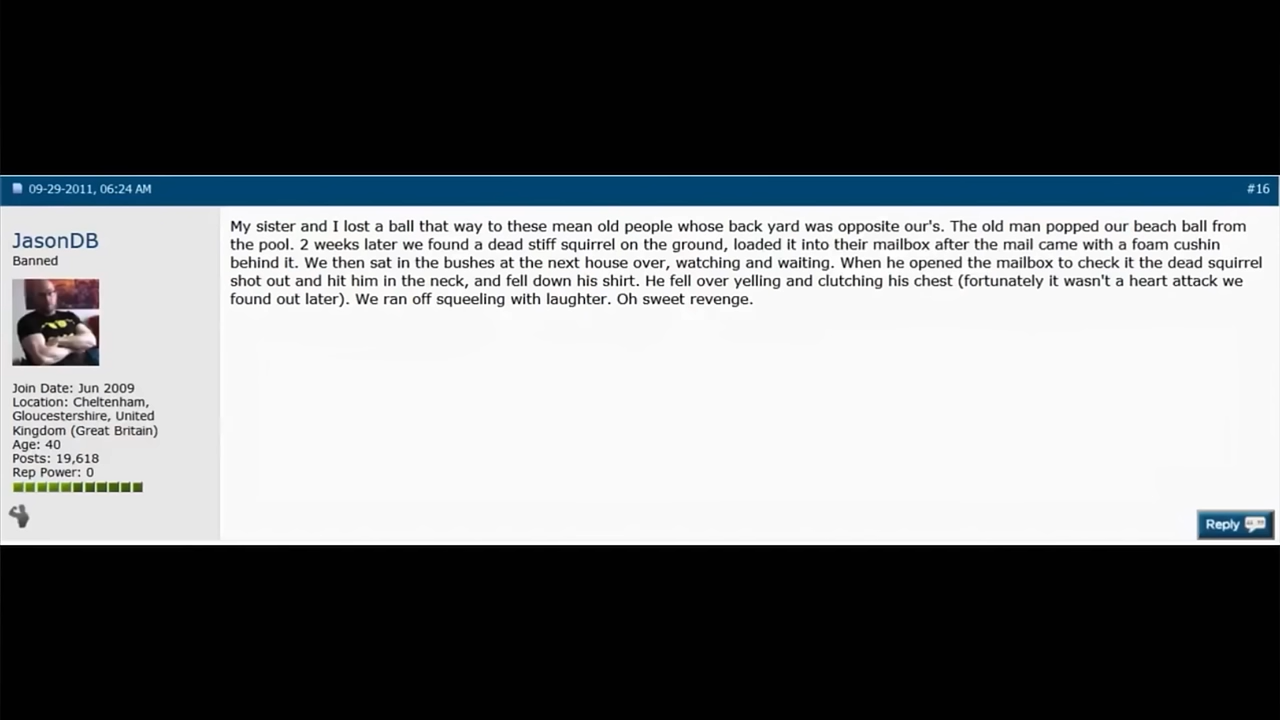 09-29-2011, 06:24 AM
#16
JasonDB
Banned
Join Date: Jun 2009
Location: Cheltenham,
Gloucestershire, United
Kingdom (Great Britain)
Age: 40
Posts: 19,618
Rep Power: 0
My sister and I lost a ball that way to these mean old people whose back yard was opposite our's. The old man popped our beach ball from
the pool. 2 weeks later we found a dead stiff squirrel on the ground, loaded it into their mailbox after the mail came with a foam cushin
behind it. We then sat in the bushes at the next house over, watching and waiting. When he opened the mailbox to check it the dead squirrel
shot out and hit him in the neck, and fell down his shirt. He fell over yelling and clutching his chest (fortunately it wasn't a heart attack we
found out later). We ran off squeeling with laughter. Oh sweet revenge.
Reply